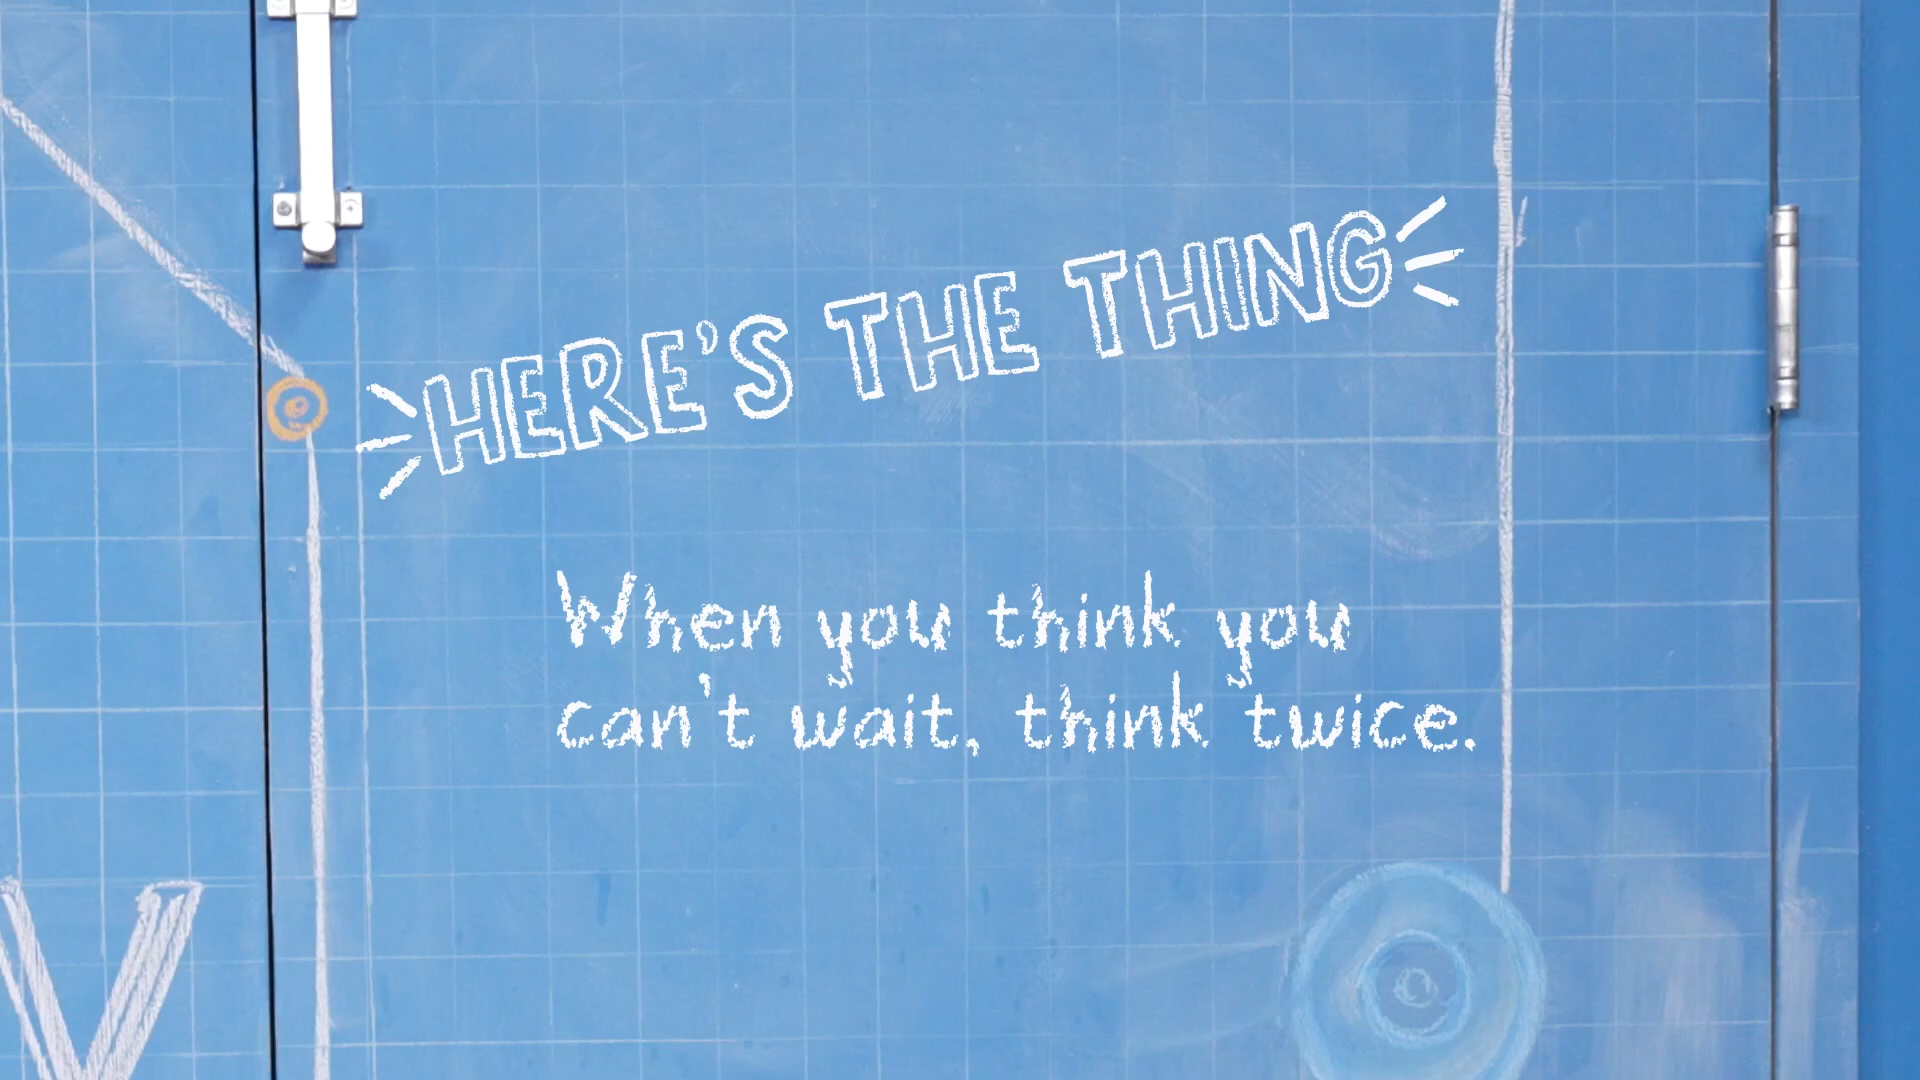 HERE'S THE THING
When you think you
can't wait, think twice.